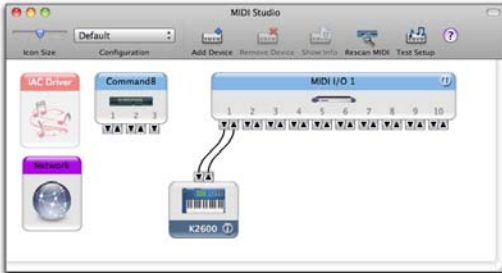 MIDI Studio
Default
Icon Size Configuration Add Device Remove Device Show Info Rescan MIDI Test Setup ?
IAC Driver Command8 MIDI I/O 1 i
1 2 3 1 2 3 4 5 6 7 8 9 10
Network
K2600 i